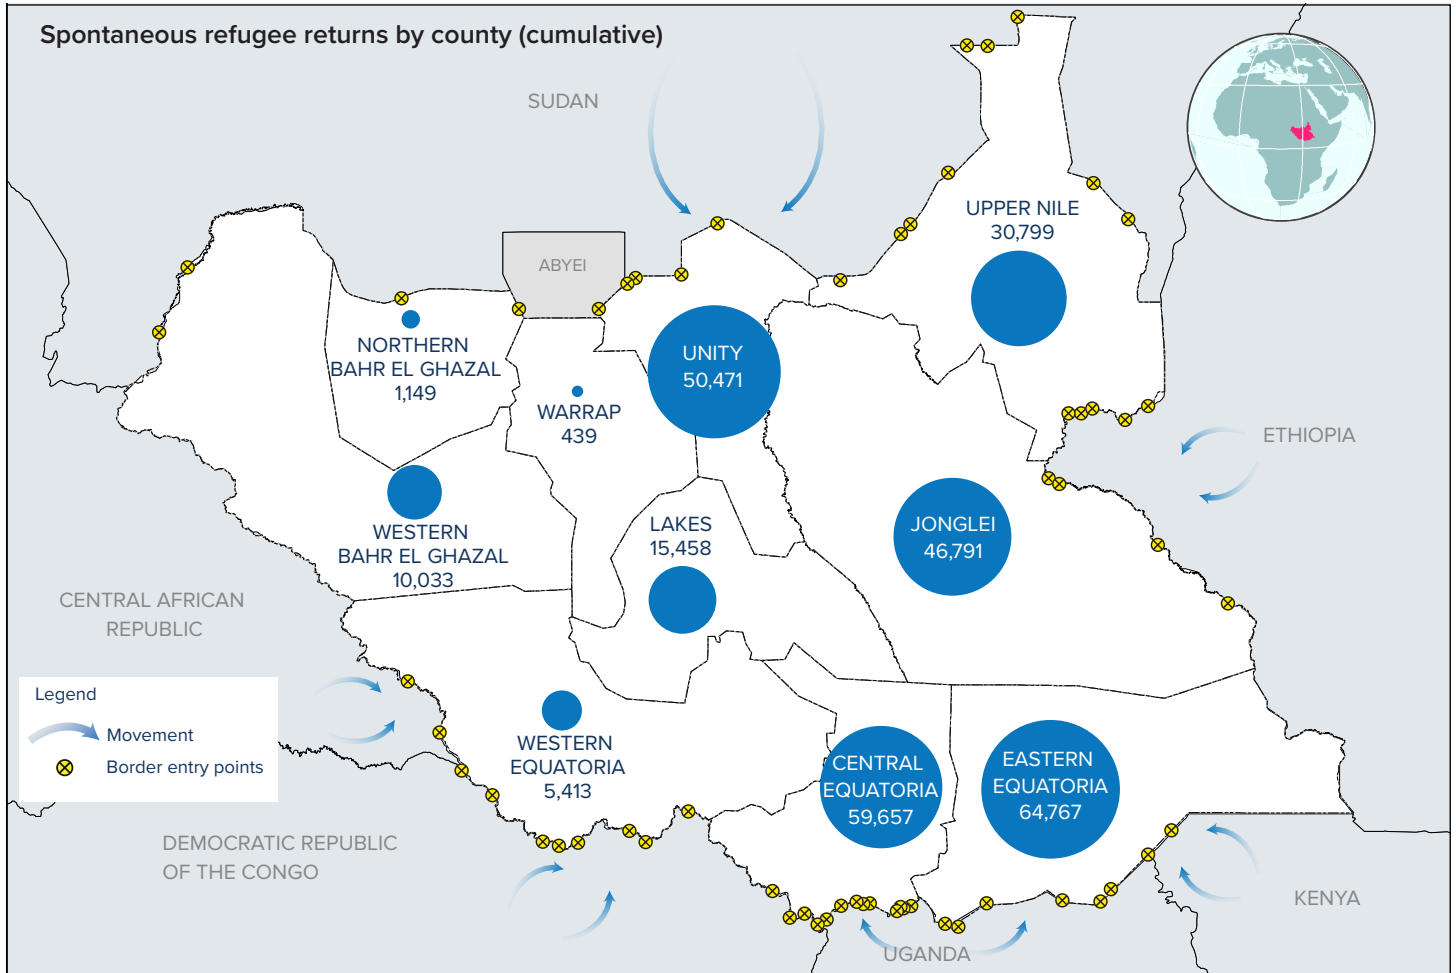 Spontaneous refugee returns by county (cumulative)
SUDAN
UPPER NILE
30,799
ABYEI
NORTHERN
BAHR EL GHAZAL
1,149
UNITY
50,471
WARRAP
439
ETHIOPIA
WESTERN
BAHR EL GHAZAL
10,033
LAKES
15,458
JONGLEI
46,791
CENTRAL AFRICAN
REPUBLIC
Legend
Movement
Border entry points
WESTERN
EQUATORIA
5,413
CENTRAL
EQUATORIA
59,657
EASTERN
EQUATORIA
64,767
DEMOCRATIC REPUBLIC
OF THE CONGO
KENYA
UGANDA